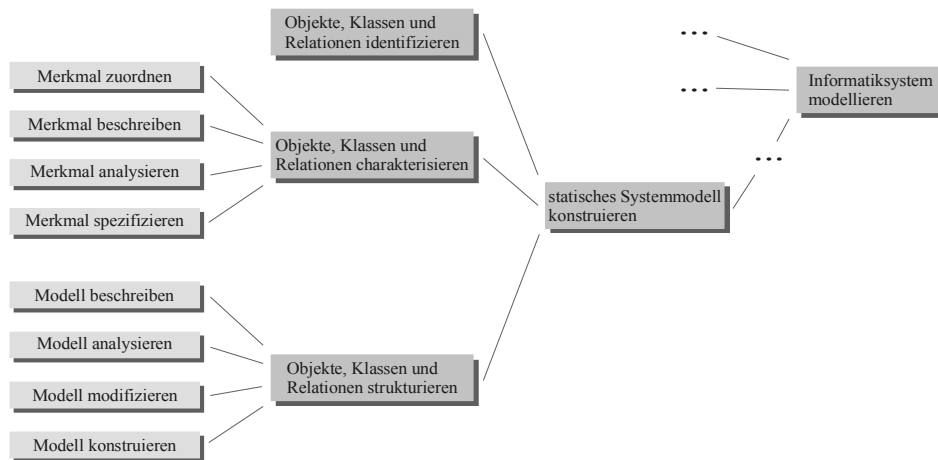 Objekte, Klassen und
Relationen identifizieren
Merkmal zuordnen
Merkmal beschreiben
Merkmal analysieren
Merkmal spezifizieren
Objekte, Klassen und
Relationen charakterisieren
Modell beschreiben
Modell analysieren
Modell modifizieren
Modell konstruieren
Objekte, Klassen und
Relationen strukturieren
statisches Systemmodell
konstruieren
...
...
...
Informatiksystem
modellieren